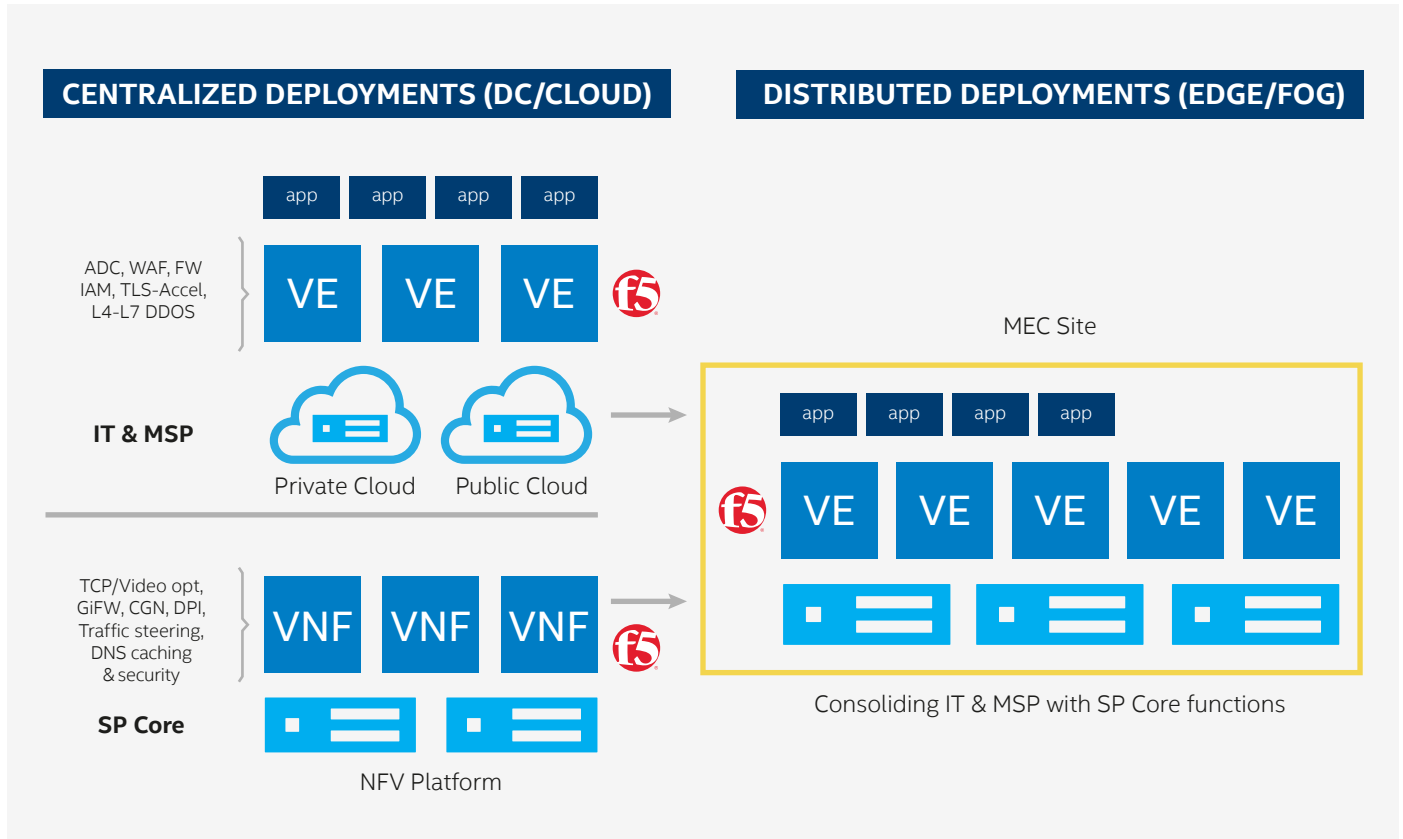 CENTRALIZED DEPLOYMENTS (DC/CLOUD)
app app app app
ADC, WAF, FW
IAM, TLS-Accel,
L4-L7 DDOS
VE VE VE
f5
IT & MSP
Private Cloud Public Cloud
TCP/Video opt,
GiFW, CGN, DPI,
Traffic steering,
DNS caching
& security
VNF VNF VNF
f5
SP Core
NFV Platform
DISTRIBUTED DEPLOYMENTS (EDGE/FOG)
MEC Site
app app app app
f5
VE VE VE VE VE
Consoliding IT & MSP with SP Core functions